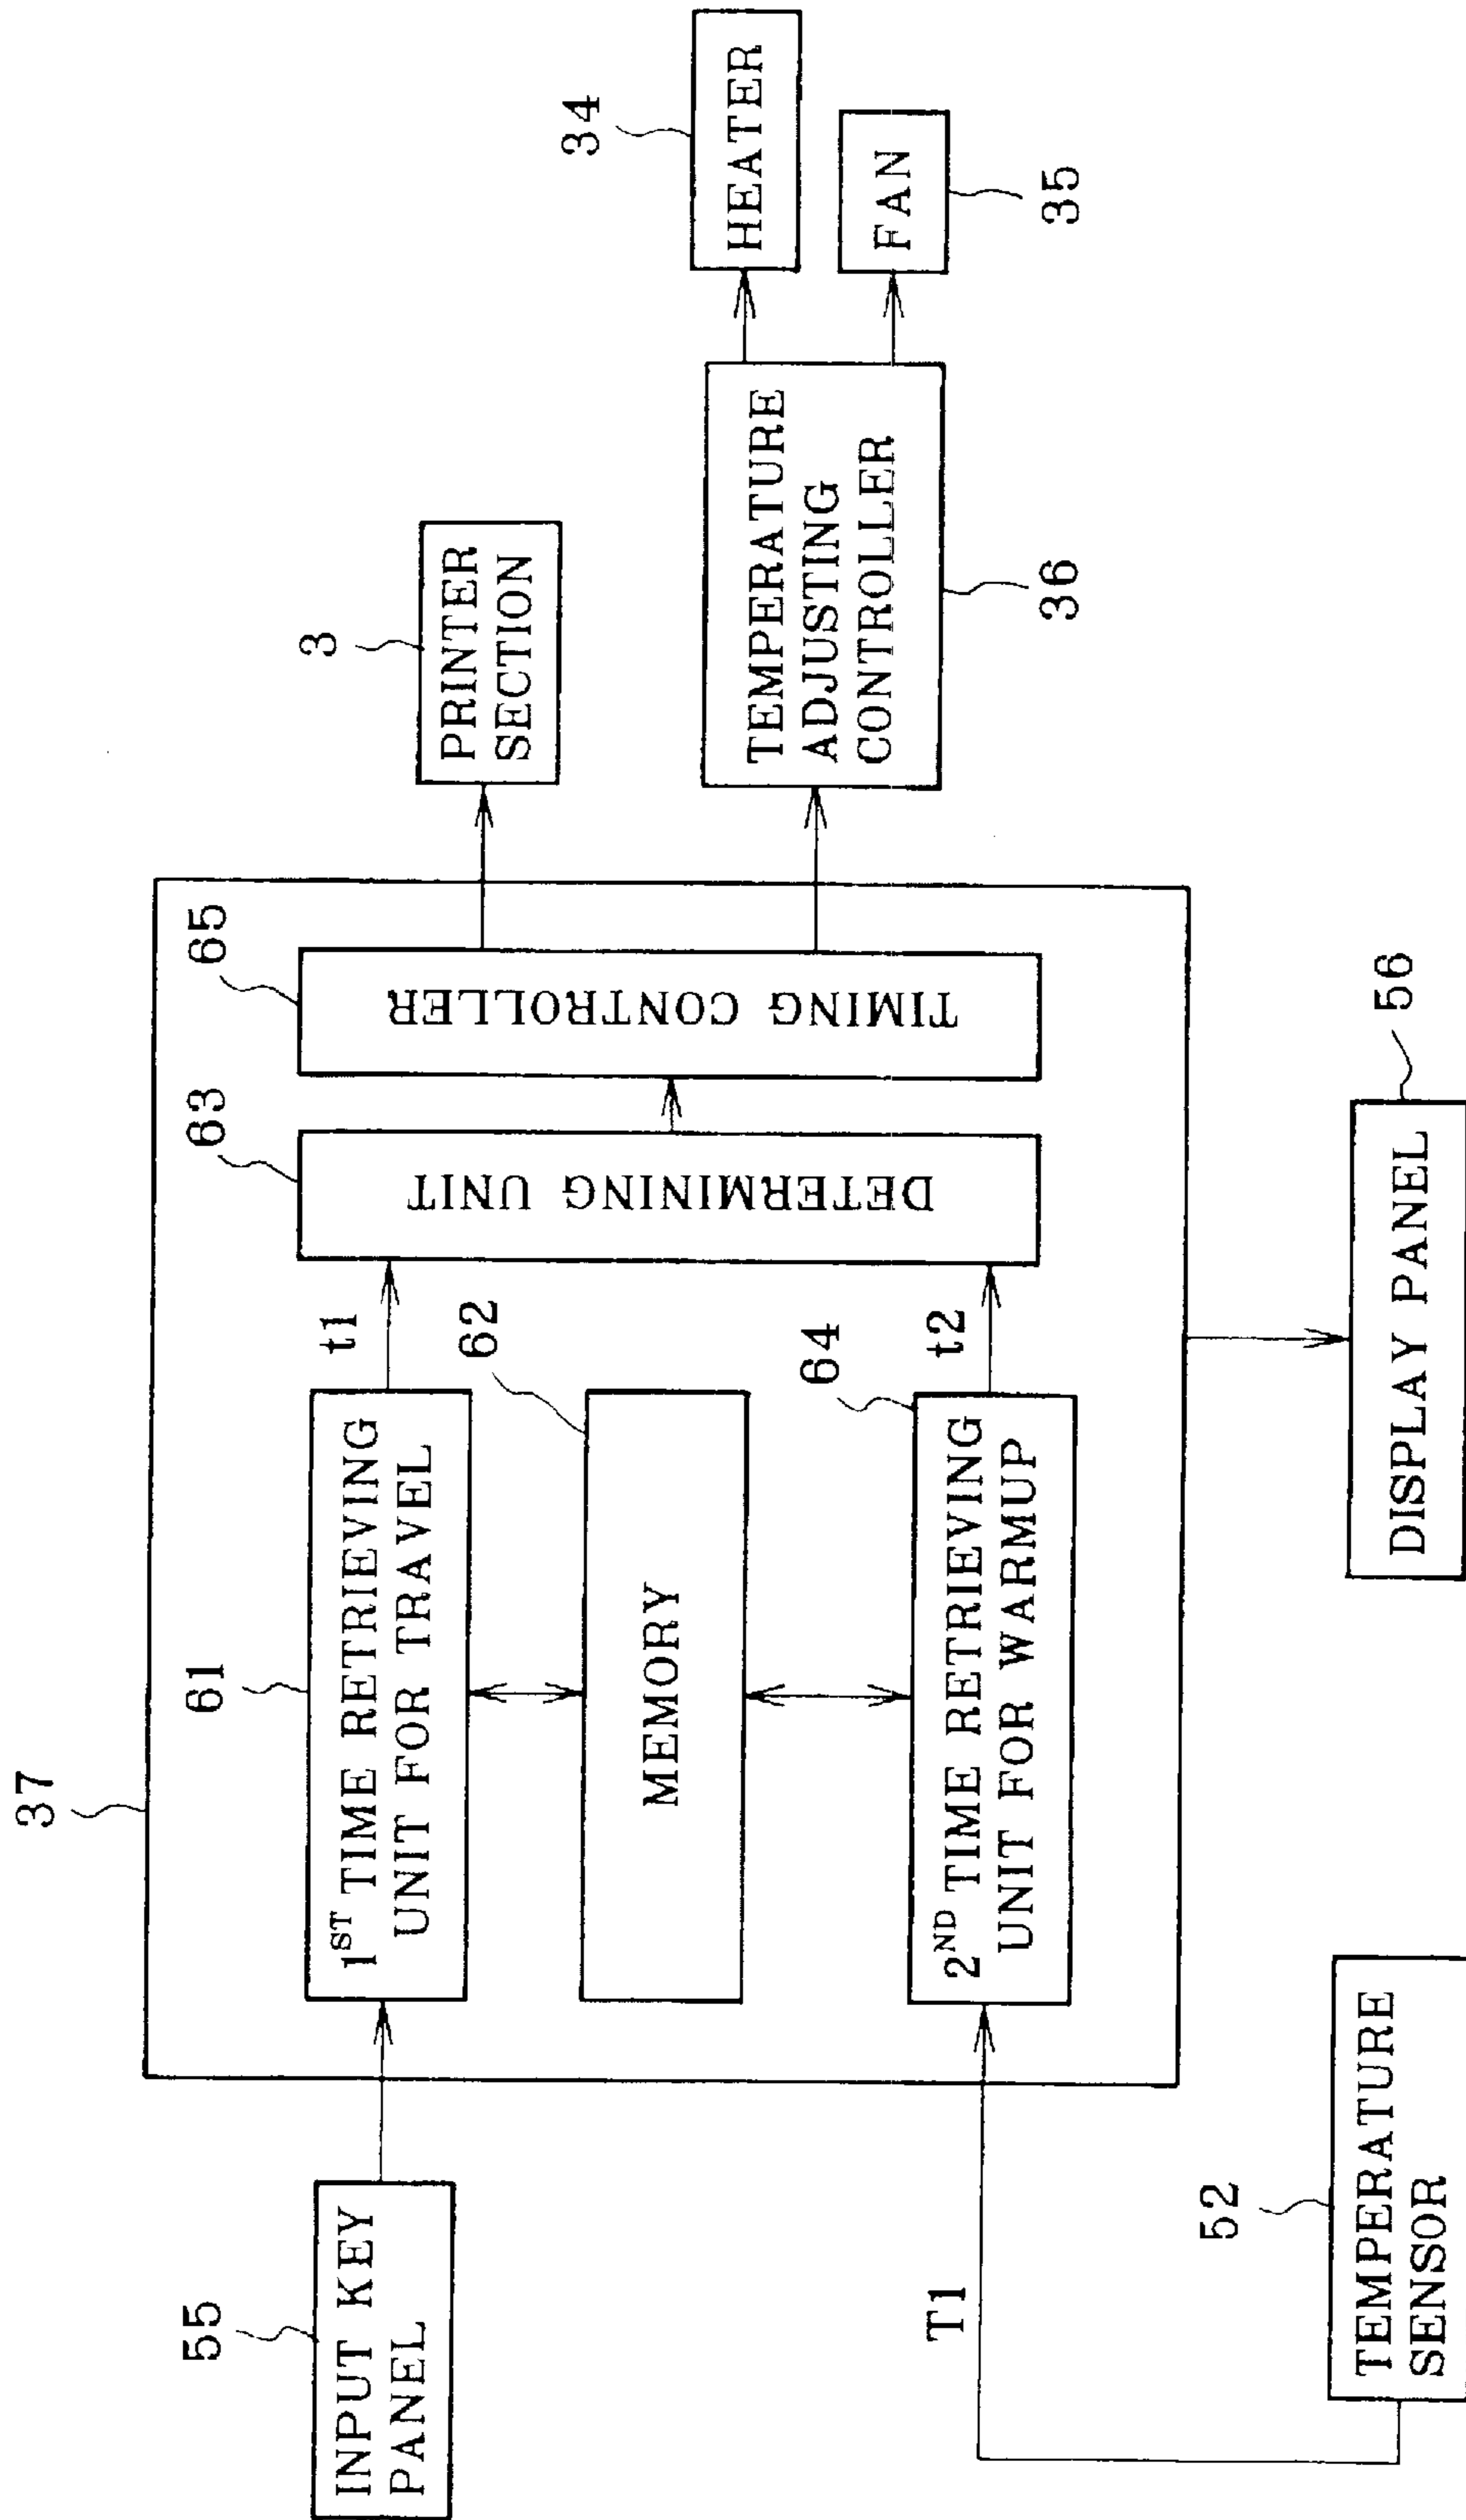 37
55
INPUT KEY
PANEL
61
1ST TIME RETRIEVING
UNIT FOR TRAVEL
t1
62
MEMORY
64
2ND TIME RETRIEVING
UNIT FOR WARMUP
t2
63
DETERMINING UNIT
65
TIMING CONTROLLER
3
PRINTER
SECTION
TEMPERATURE
ADJUSTING
CONTROLLER
36
34
HEATER
FAN
35
T1
52
TEMPERATURE
SENSOR
DISPLAY PANEL
56